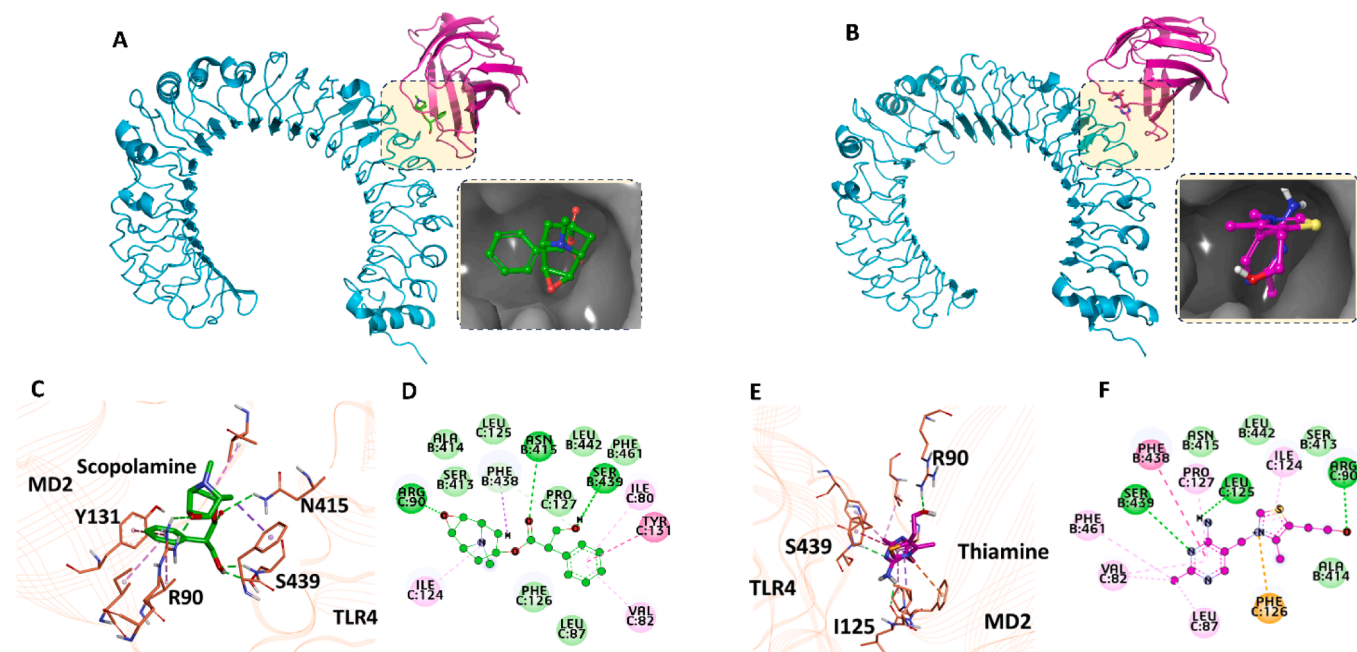 A
B
C
Scopolamine
MD2
Y131
N415
R90
S439
TLR4
D
ALA
B:414
LEU
C:125
ASN
B:415
LEU
B:442
PHE
B:461
ARG
C:90
SER
B:413
PHE
B:438
PRO
C:127
SER
B:439
ILE
C:80
TYR
C:131
H
O
O
H
N
O
O
ILE
C:124
PHE
C:126
LEU
C:87
VAL
C:82
E
R90
S439
Thiamine
TLR4
I125
MD2
F
ASN
B:415
LEU
B:442
SER
B:413
PHE
B:438
PRO
C:127
ILE
C:124
ARG
C:90
SER
B:439
LEU
C:125
PHE
B:461
H
N
S
N
N
O
N
VAL
C:82
ALA
B:414
LEU
C:87
PHE
C:126